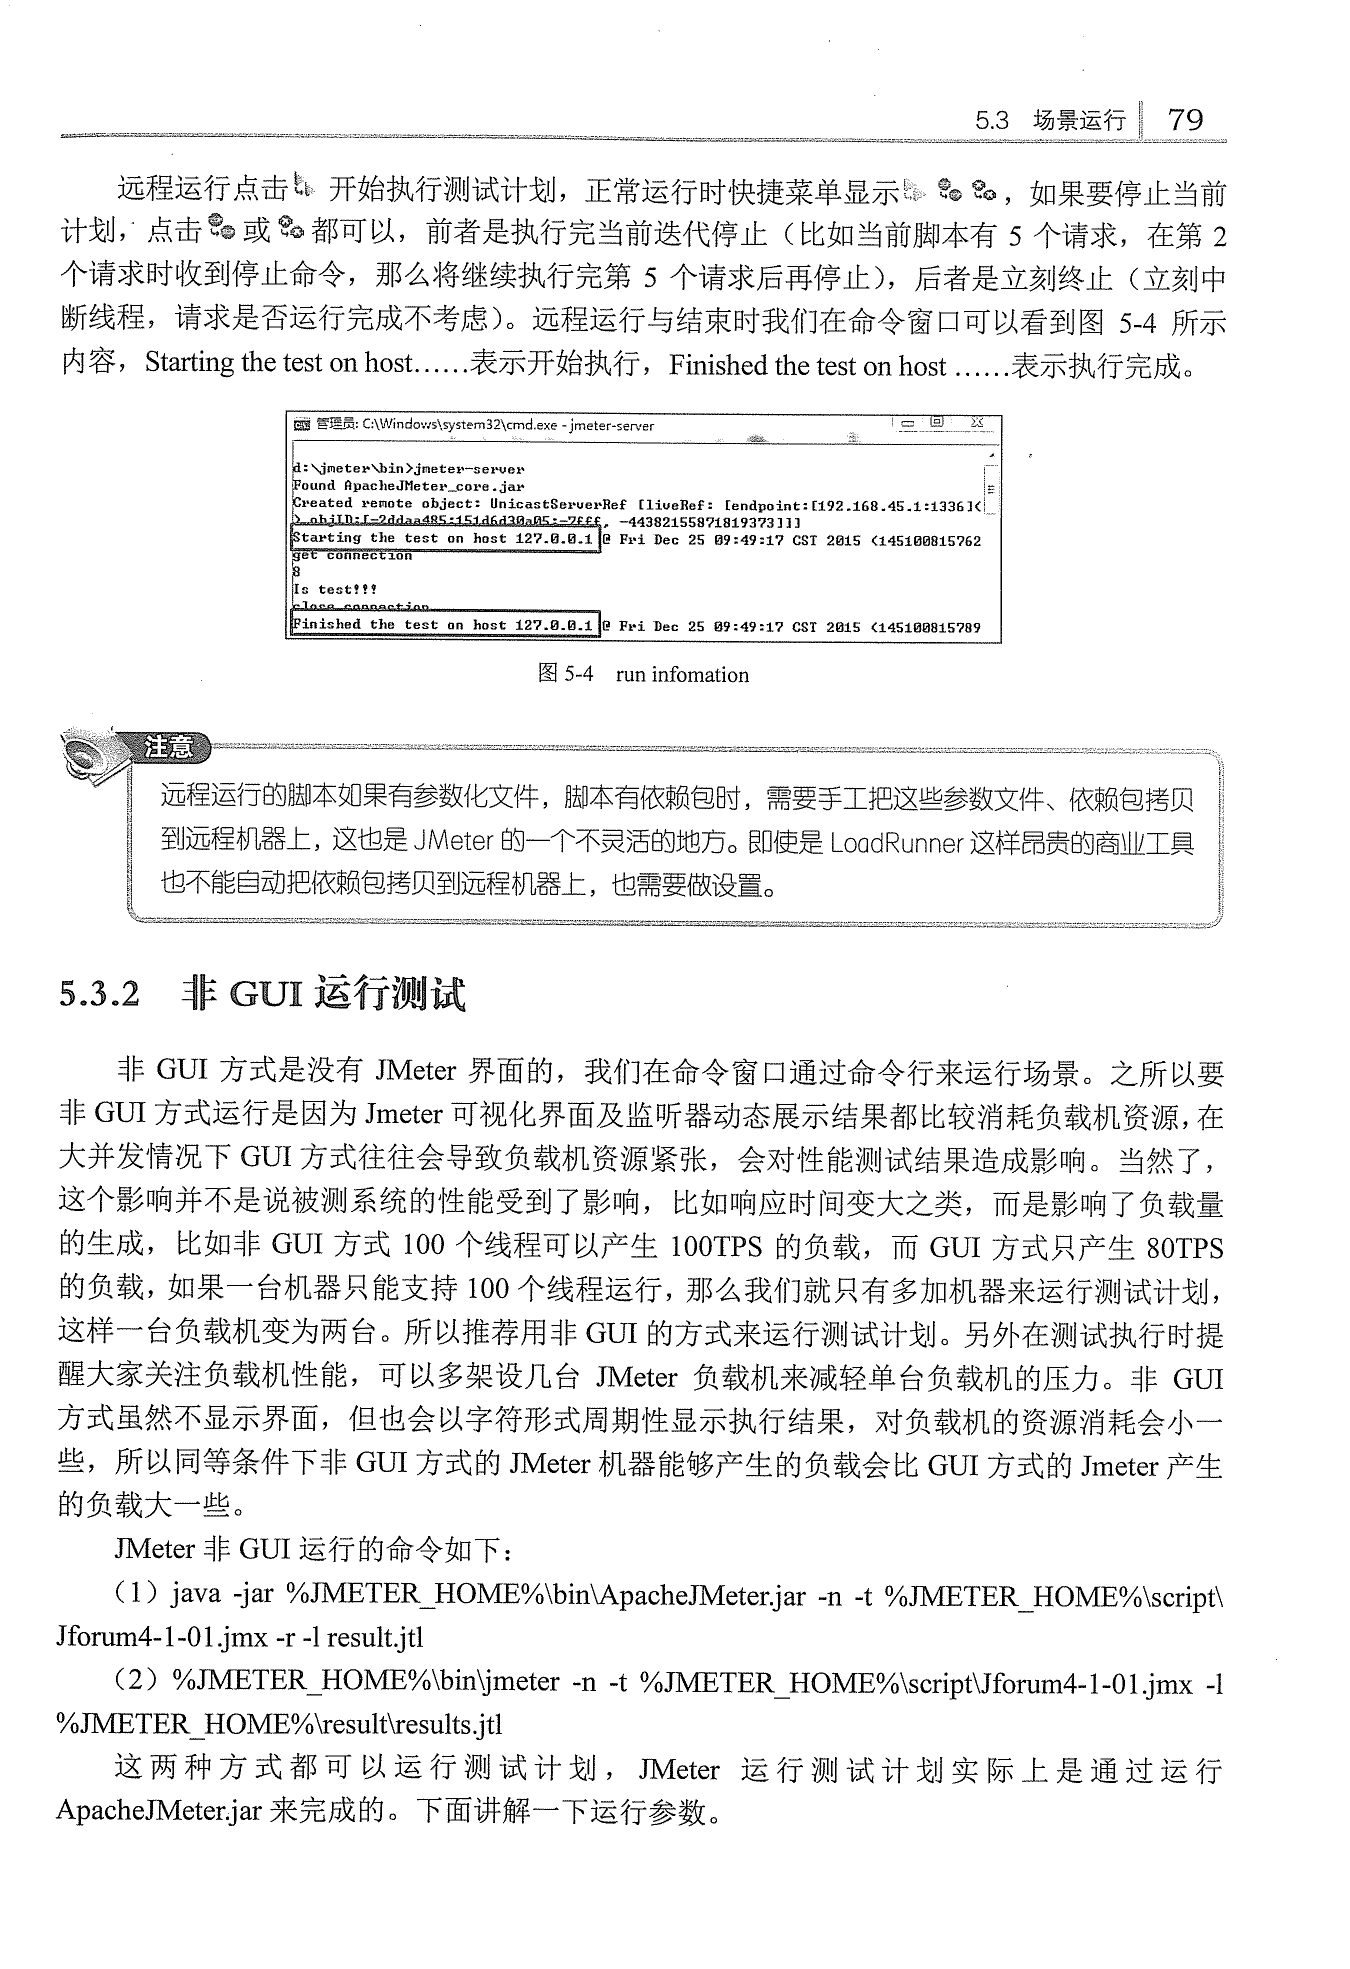 5.3 场景运行 79
远程运行点击 开始执行测试计划，正常运行时快捷菜单显示 ，如果要停止当前
计划，点击 或 都可以，前者是执行完当前迭代停止（比如当前脚本有 5 个请求，在第 2
个请求时收到停止命令，那么将继续执行完第 5 个请求后再停止），后者是立刻终止（立刻中
断线程，请求是否运行完成不考虑）。远程运行与结束时我们在命令窗口可以看到图 5-4 所示
内容，Starting the test on host……表示开始执行，Finished the test on host ……表示执行完成。
管理员: C:\Windows\system32\cmd.exe - jmeter-server
d:\jmeter\bin>jmeter-server
Found ApacheJMeter_core.jar
Created remote object: UnicastServerRef [liveRef: [endpoint:[192.168.45.1:1336](
),objID:[-2ddaa485:151d6d30a05:-7fff, -4438215587181937311]]
Starting the test on host 127.0.0.1 @ Fri Dec 25 09:49:17 CST 2015 (145100815762
get connection
8
Is test!!!
close connection
Finished the test on host 127.0.0.1 @ Fri Dec 25 09:49:17 CST 2015 (145100815789
图 5-4 run infomation
注意
远程运行的脚本如果有参数化文件，脚本有依赖包时，需要手工把这些参数文件、依赖包拷贝
到远程机器上，这也是 JMeter 的一个不灵活的地方。即使是 LoadRunner 这样昂贵的商业工具
也不能自动把依赖包拷贝到远程机器上，也需要做设置。
5.3.2 非 GUI 运行测试
非 GUI 方式是没有 JMeter 界面的，我们在命令窗口通过命令行来运行场景。之所以要
非 GUI 方式运行是因为 Jmeter 可视化界面及监听器动态展示结果都比较消耗负载机资源，在
大并发情况下 GUI 方式往往会导致负载机资源紧张，会对性能测试结果造成影响。当然了，
这个影响并不是说被测系统的性能受到了影响，比如响应时间变大之类，而是影响了负载量
的生成，比如非 GUI 方式 100 个线程可以产生 100TPS 的负载，而 GUI 方式只产生 80TPS
的负载，如果一台机器只能支持 100 个线程运行，那么我们就只有多加机器来运行测试计划，
这样一台负载机变为两台。所以推荐用非 GUI 的方式来运行测试计划。另外在测试执行时提
醒大家关注负载机性能，可以多架设几台 JMeter 负载机来减轻单台负载机的压力。非 GUI
方式虽然不显示界面，但也会以字符形式周期性显示执行结果，对负载机的资源消耗会小一
些，所以同等条件下非 GUI 方式的 JMeter 机器能够产生的负载会比 GUI 方式的 Jmeter 产生
的负载大一些。
JMeter 非 GUI 运行的命令如下：
（1）java -jar %JMETER_HOME%\bin\ApacheJMeter.jar -n -t %JMETER_HOME%\script\
Jforum4-1-01.jmx -r -l result.jtl
（2）%JMETER_HOME%\bin\jmeter -n -t %JMETER_HOME%\script\Jforum4-1-01.jmx -l
%JMETER_HOME%\result\results.jtl
这两种方式都可以运行测试计划，JMeter 运行测试计划实际上是通过运行
ApacheJMeter.jar 来完成的。下面讲解一下运行参数。